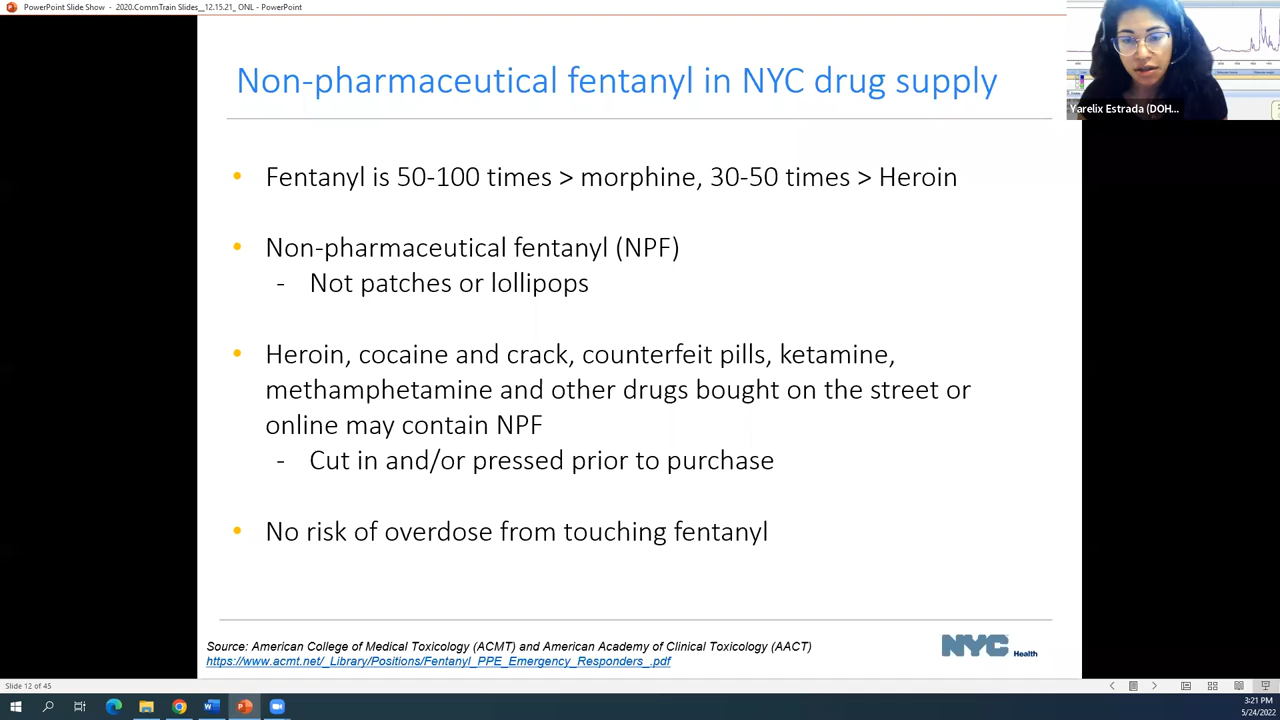 PowerPoint Slide Show - 2020.CommTrain Slides__12.15.21_ ONL - PowerPoint
Yarelix Estrada (DOH...
Non-pharmaceutical fentanyl in NYC drug supply
• Fentanyl is 50-100 times > morphine, 30-50 times > Heroin
• Non-pharmaceutical fentanyl (NPF)
- Not patches or lollipops
• Heroin, cocaine and crack, counterfeit pills, ketamine,
methamphetamine and other drugs bought on the street or
online may contain NPF
- Cut in and/or pressed prior to purchase
• No risk of overdose from touching fentanyl
Source: American College of Medical Toxicology (ACMT) and American Academy of Clinical Toxicology (AACT)
https://www.acmt.net/_Library/Positions/Fentanyl_PPE_Emergency_Responders_.pdf
NYC Health
Slide 12 of 45
3:21 PM
5/24/2022